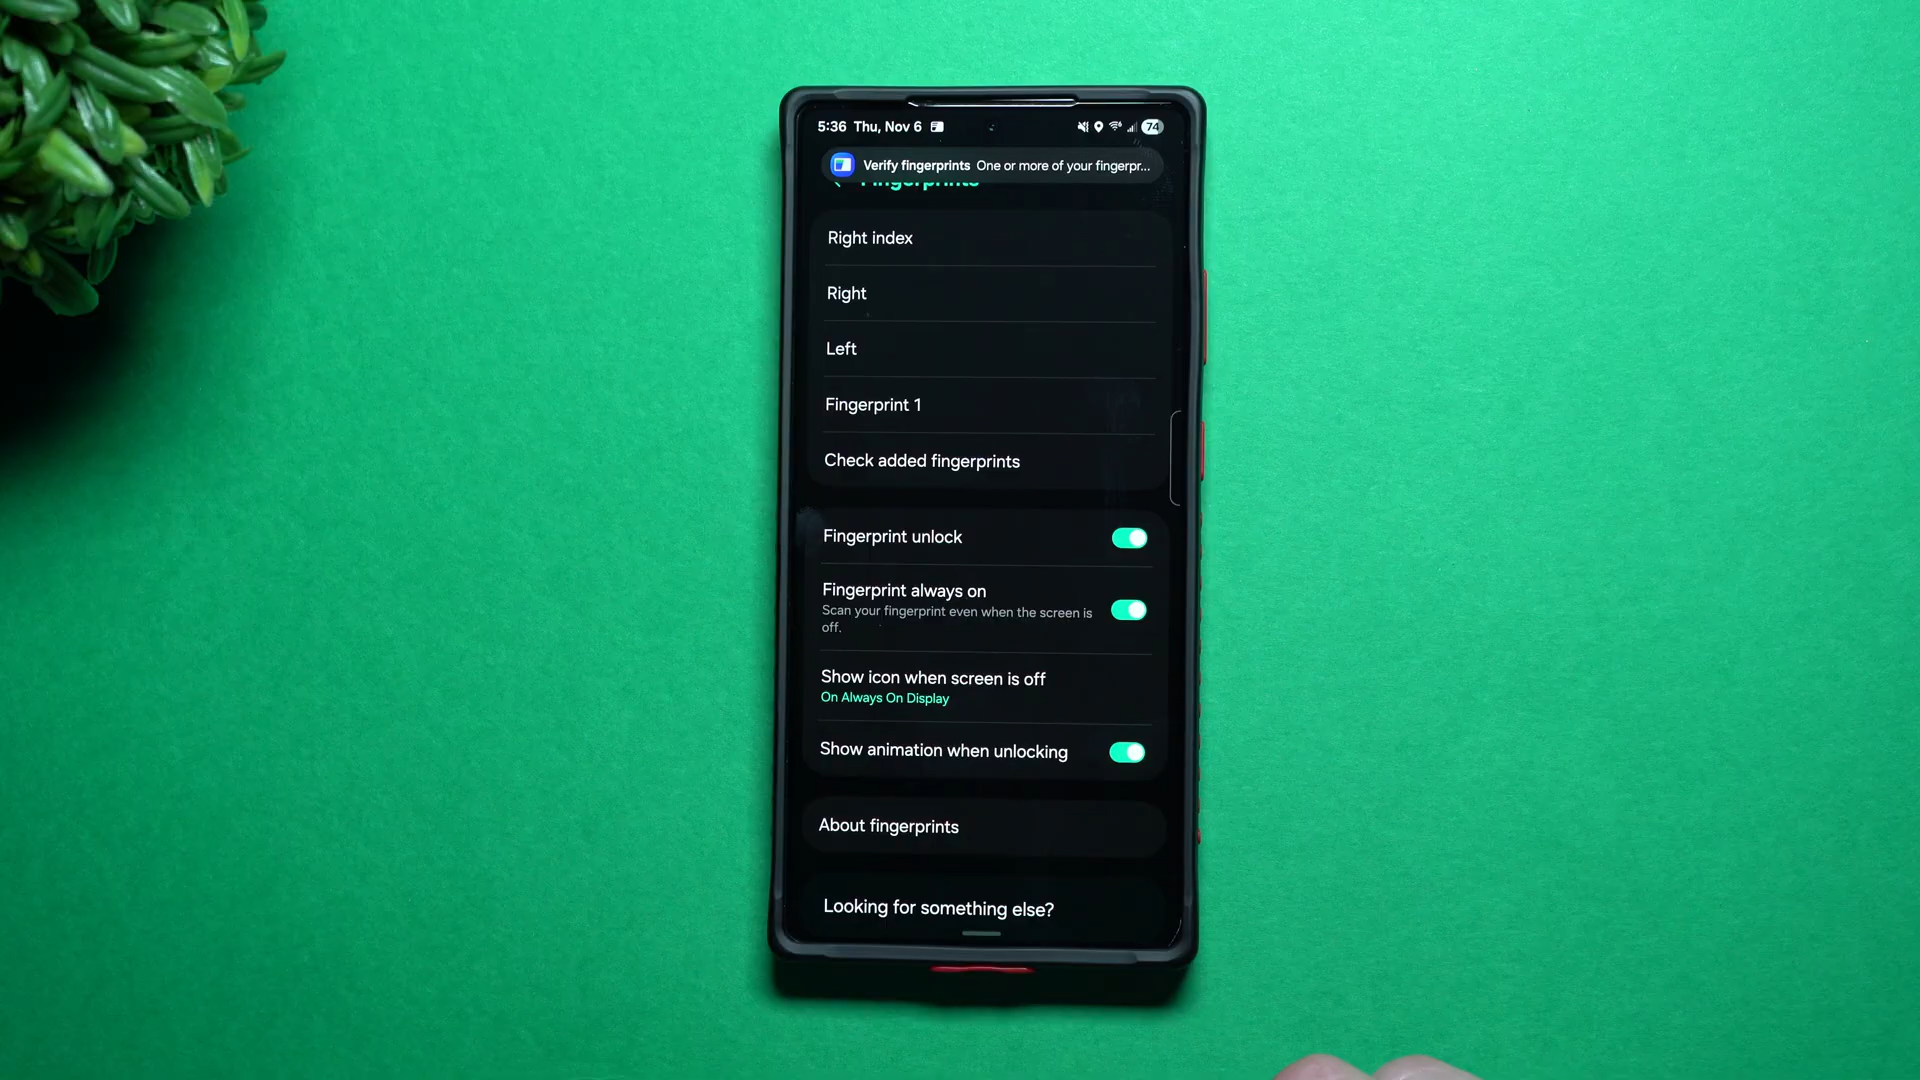 5:36 Thu, Nov 6 74
Verify fingerprints One or more of your fingerpr...
Fingerprints
Right index
Right
Left
Fingerprint 1
Check added fingerprints
Fingerprint unlock
Fingerprint always on
Scan your fingerprint even when the screen is
off.
Show icon when screen is off
On Always On Display
Show animation when unlocking
About fingerprints
Looking for something else?